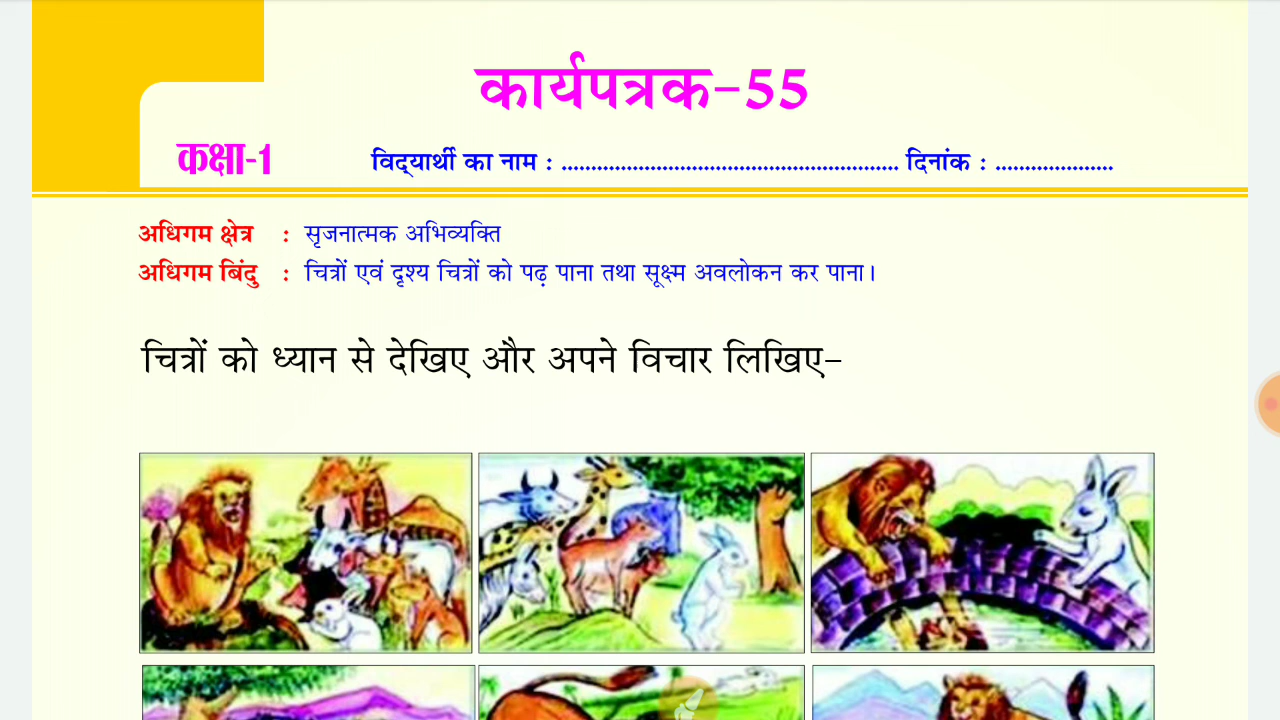 कार्यपत्रक-55
कक्षा-1 विद्यार्थी का नाम : ......................................................... दिनांक : ....................
अधिगम क्षेत्र : सृजनात्मक अभिव्यक्ति
अधिगम बिंदु : चित्रों एवं दृश्य चित्रों को पढ़ पाना तथा सूक्ष्म अवलोकन कर पाना।
चित्रों को ध्यान से देखिए और अपने विचार लिखिए-